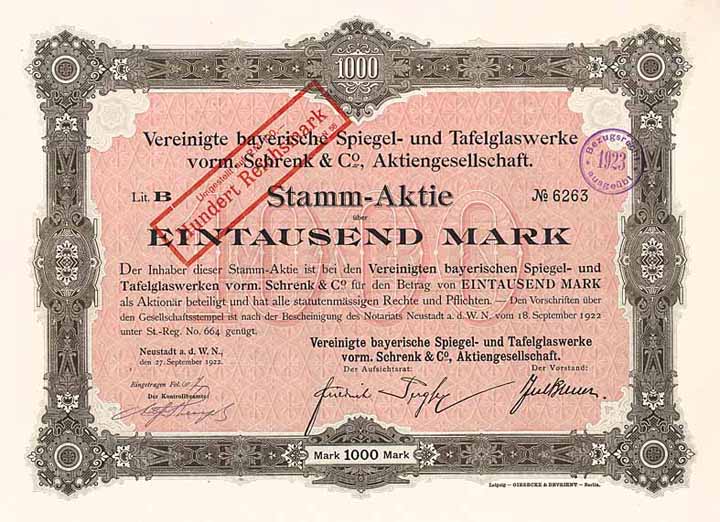 1000
Vereinigte bayerische Spiegel- und Tafelglaswerke
vorm. Schrenk & Co., Aktiengesellschaft.
Umgestellt auf
Hundert Reichsmark
Bezugsrecht
1923
ausgeübt
Lit. B
Stamm-Aktie
№ 6263
über
EINTAUSEND MARK
Der Inhaber dieser Stamm-Aktie ist bei den Vereinigten bayerischen Spiegel- und
Tafelglaswerken vorm. Schrenk & Co. für den Betrag von EINTAUSEND MARK
als Aktionär beteiligt und hat alle statutenmässigen Rechte und Pflichten. — Den Vorschriften über
den Gesellschaftsstempel ist nach der Bescheinigung des Notariats Neustadt a. d. W. N. vom 18. September 1922
unter St.-Reg. No. 664 genügt.
Neustadt a. d. W. N.,
den 27. September 1922.
Vereinigte bayerische Spiegel- und Tafelglaswerke
vorm. Schrenk & Co., Aktiengesellschaft.
Der Aufsichtsrat:
Der Vorstand:
Eingetragen Fol.
Der Kontrollbeamte:
Friedrich
Mark 1000 Mark
Leipzig — GIESECKE & DEVRIENT — Berlin.